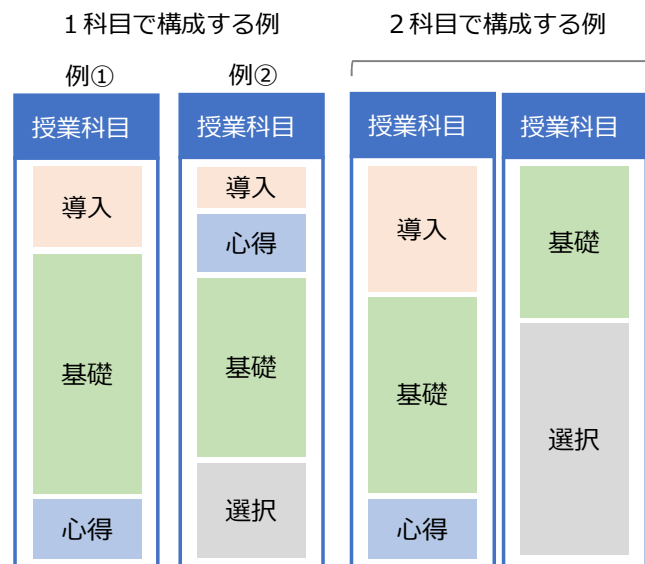 １科目で構成する例
２科目で構成する例
例①
例②
授業科目
導入
基礎
心得
授業科目
導入
心得
基礎
選択
授業科目
導入
基礎
心得
授業科目
基礎
選択